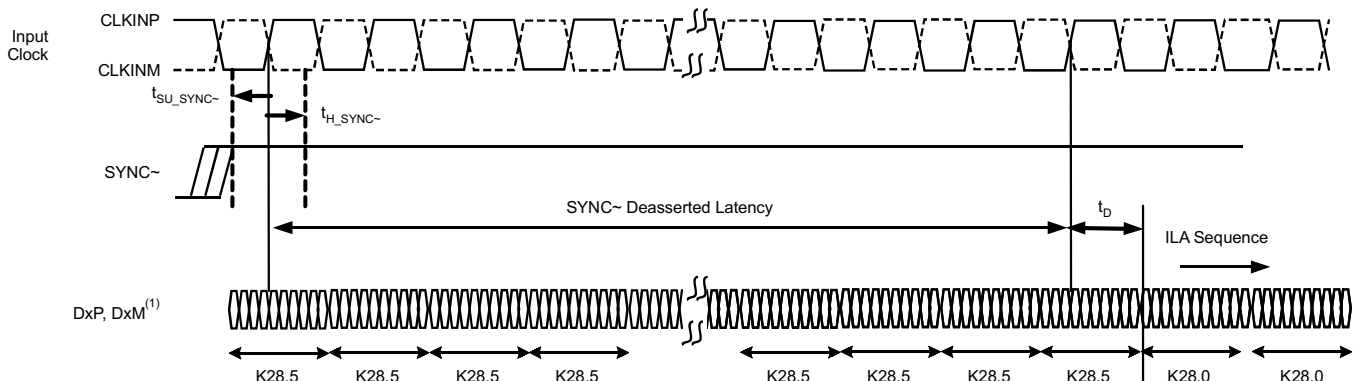 CLKINP
Input
Clock
CLKINM
tSU_SYNC~
tH_SYNC~
SYNC~
SYNC~ Deasserted Latency
tD
ILA Sequence
DxP, DxM(1)
K28.5 K28.5 K28.5 K28.5 K28.5 K28.5 K28.5 K28.5 K28.0 K28.0